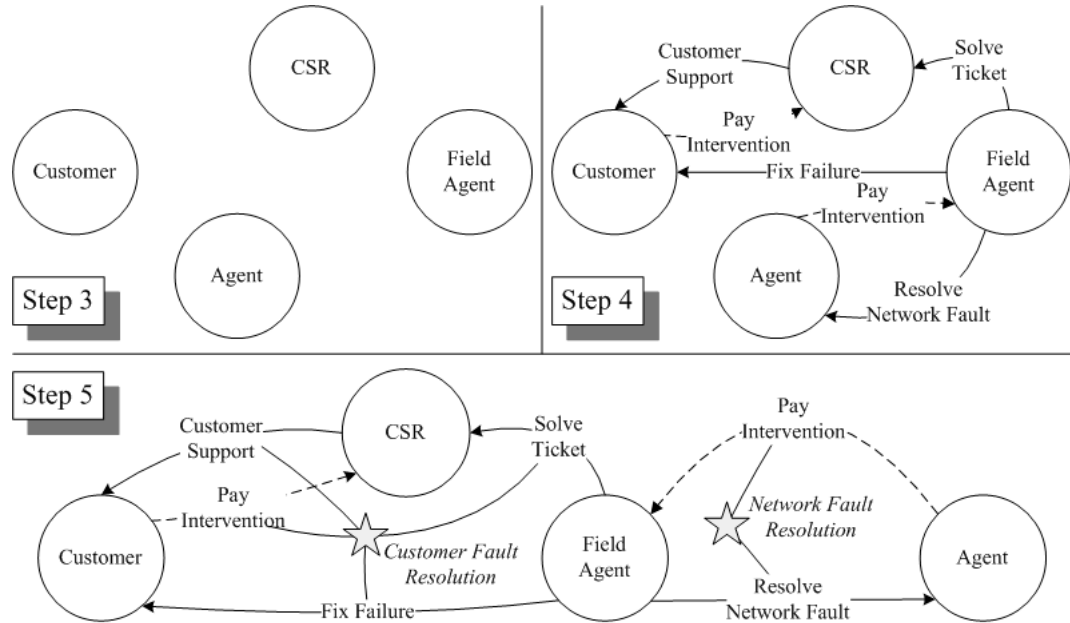 CSR
Customer
Field
Agent
Agent
Step 3
Customer
Support
CSR
Solve
Ticket
Pay
Intervention
Customer
Fix Failure
Field
Agent
Pay
Intervention
Agent
Resolve
Network Fault
Step 4
Step 5
Customer
Support
CSR
Solve
Ticket
Pay
Intervention
Pay
Intervention
Customer
Customer Fault
Resolution
Field
Agent
Network Fault
Resolution
Agent
Fix Failure
Resolve
Network Fault